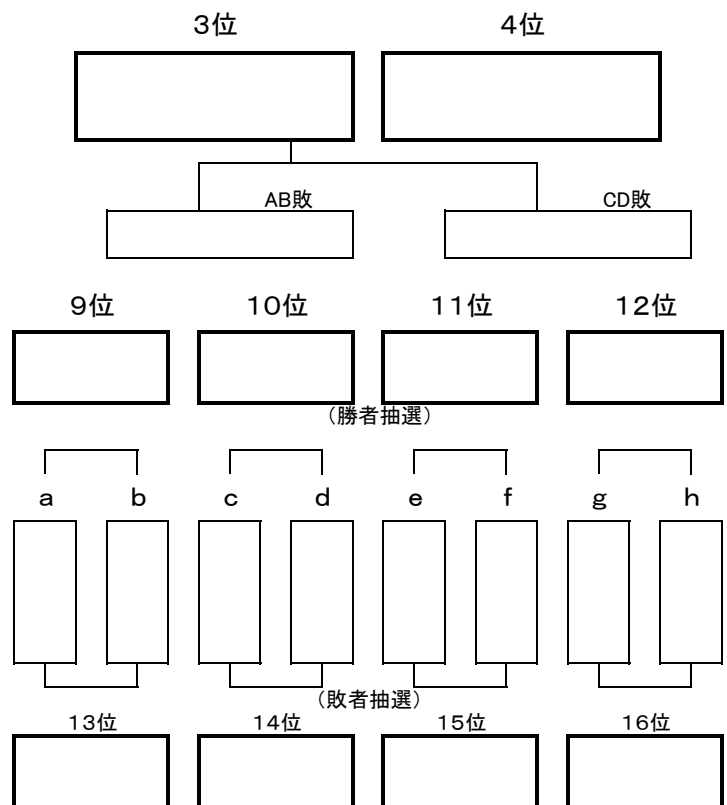 3位 4位
AB敗 CD敗
9位 10位 11位 12位
(勝者抽選)
a b c d e f g h
(敗者抽選)
13位 14位 15位 16位